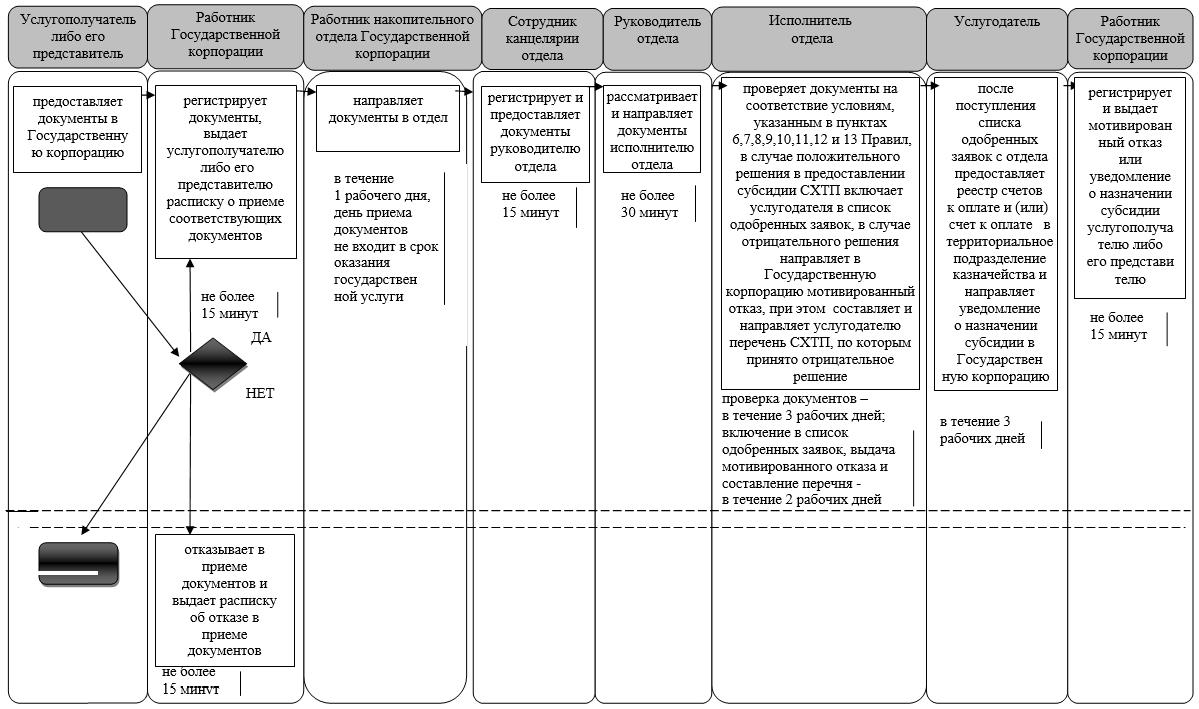 Услугополучатель
либо его
представитель
Работник
Государственной
корпорации
Работник накопительного
отдела Государственной
корпорации
Сотрудник
канцелярии
отдела
Руководитель
отдела
Исполнитель
отдела
Услугодатель
Работник
Государственной
корпорации
предоставляет
документы в
Государственну
ю корпорацию
регистрирует
документы,
выдает
услугополучателю
либо его
представителю
расписку о приеме
соответствующих
документов
не более
15 минут
ДА
НЕТ
отказывает в
приеме
документов и
выдает расписку
об отказе в
приеме
документов
не более
15 минут
направляет
документы в отдел
в течение
1 рабочего дня,
день приема
документов
не входит в срок
оказания
государствен
ной услуги
регистрирует и
предоставляет
документы
руководителю
отдела
не более
15 минут
рассматривает
и направляет
документы
исполнителю
отдела
не более
30 минут
проверяет документы на
соответствие условиям,
указанным в пунктах
6,7,8,9,10,11,12 и 13 Правил,
в случае положительного
решения в предоставлении
субсидии СХТП включает
услугодателя в список
одобренных заявок, в случае
отрицательного решения
направляет в
Государственную
корпорацию мотивированный
отказ, при этом составляет и
направляет услугодателю
перечень СХТП, по которым
принято отрицательное
решение
проверка документов –
в течение 3 рабочих дней;
включение в список
одобренных заявок, выдача
мотивированного отказа и
составление перечня -
в течение 2 рабочих дней
после
поступления
списка
одобренных
заявок с отдела
предоставляет
реестр счетов
к оплате и (или)
счет к оплате в
территориальное
подразделение
казначейства и
направляет
уведомление
о назначении
субсидии в
Государствен
ную корпорацию
в течение 3
рабочих дней
регистрирует
и выдает
мотивирован
ный отказ
или
уведомление
о назначении
субсидии
услугополуча
телю либо
его представи
телю
не более
15 минут